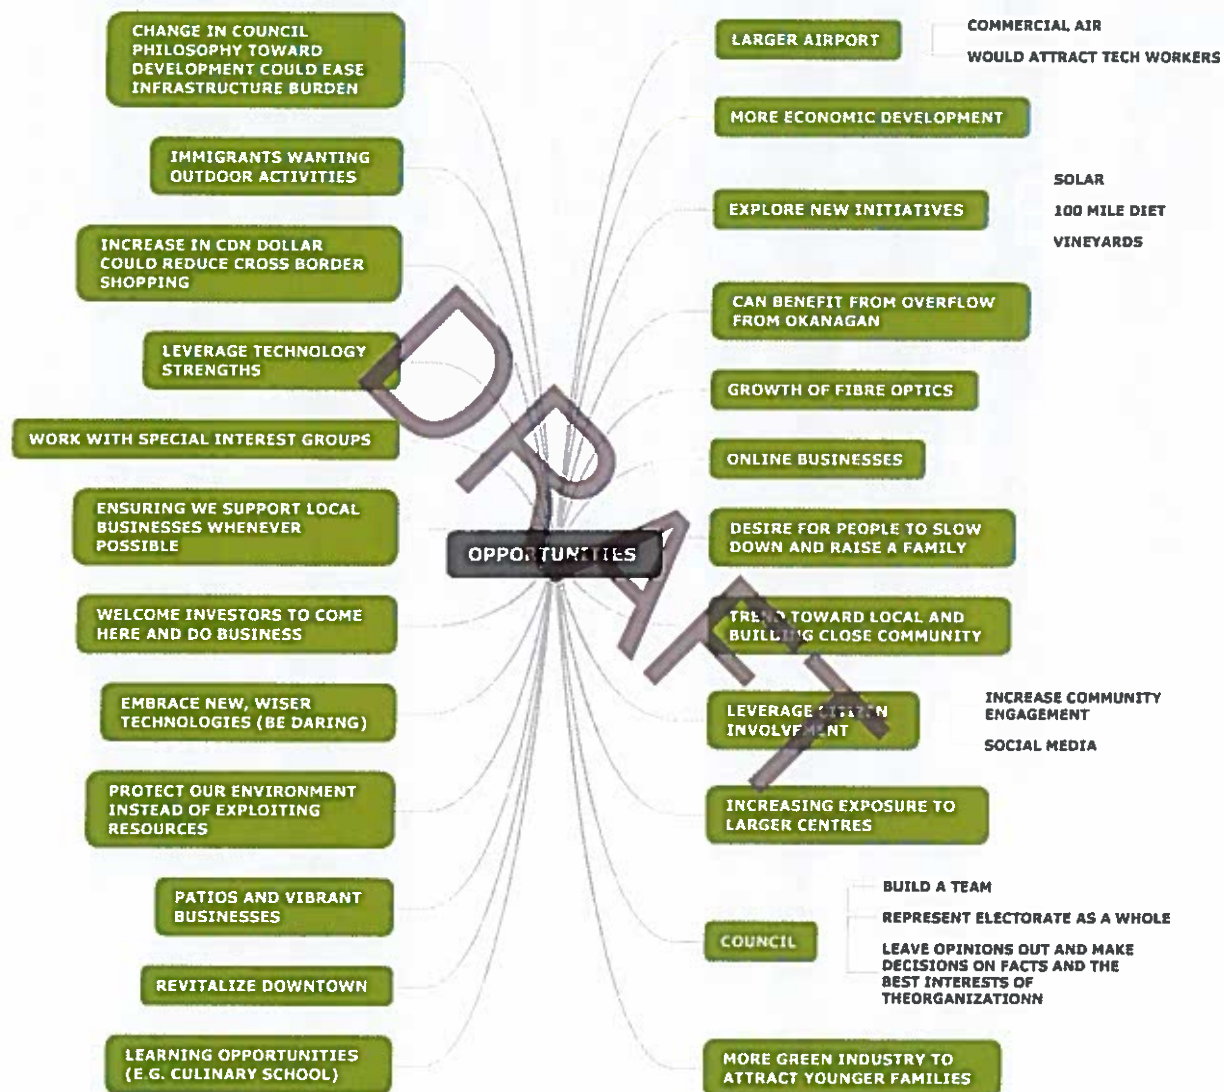 CHANGE IN COUNCIL
PHILOSOPHY TOWARD
DEVELOPMENT COULD EASE
INFRASTRUCTURE BURDEN
IMMIGRANTS WANTING
OUTDOOR ACTIVITIES
INCREASE IN CDN DOLLAR
COULD REDUCE CROSS BORDER
SHOPPING
LEVERAGE TECHNOLOGY
STRENGTHS
WORK WITH SPECIAL INTEREST GROUPS
ENSURING WE SUPPORT LOCAL
BUSINESSES WHENEVER
POSSIBLE
WELCOME INVESTORS TO COME
HERE AND DO BUSINESS
EMBRACE NEW, WISER
TECHNOLOGIES (BE DARING)
PROTECT OUR ENVIRONMENT
INSTEAD OF EXPLOITING
RESOURCES
PATIOS AND VIBRANT
BUSINESSES
REVITALIZE DOWNTOWN
LEARNING OPPORTUNITIES
(E.G. CULINARY SCHOOL)
OPPORTUNITIES
DRAFT
LARGER AIRPORT
COMMERCIAL AIR
WOULD ATTRACT TECH WORKERS
MORE ECONOMIC DEVELOPMENT
EXPLORE NEW INITIATIVES
SOLAR
100 MILE DIET
VINEYARDS
CAN BENEFIT FROM OVERFLOW
FROM OKANAGAN
GROWTH OF FIBRE OPTICS
ONLINE BUSINESSES
DESIRE FOR PEOPLE TO SLOW
DOWN AND RAISE A FAMILY
TREND TOWARD LOCAL AND
BUILDING CLOSE COMMUNITY
LEVERAGE CITIZEN
INVOLVEMENT
INCREASE COMMUNITY
ENGAGEMENT
SOCIAL MEDIA
INCREASING EXPOSURE TO
LARGER CENTRES
COUNCIL
BUILD A TEAM
REPRESENT ELECTORATE AS A WHOLE
LEAVE OPINIONS OUT AND MAKE
DECISIONS ON FACTS AND THE
BEST INTERESTS OF
THEORGANIZATIONN
MORE GREEN INDUSTRY TO
ATTRACT YOUNGER FAMILIES